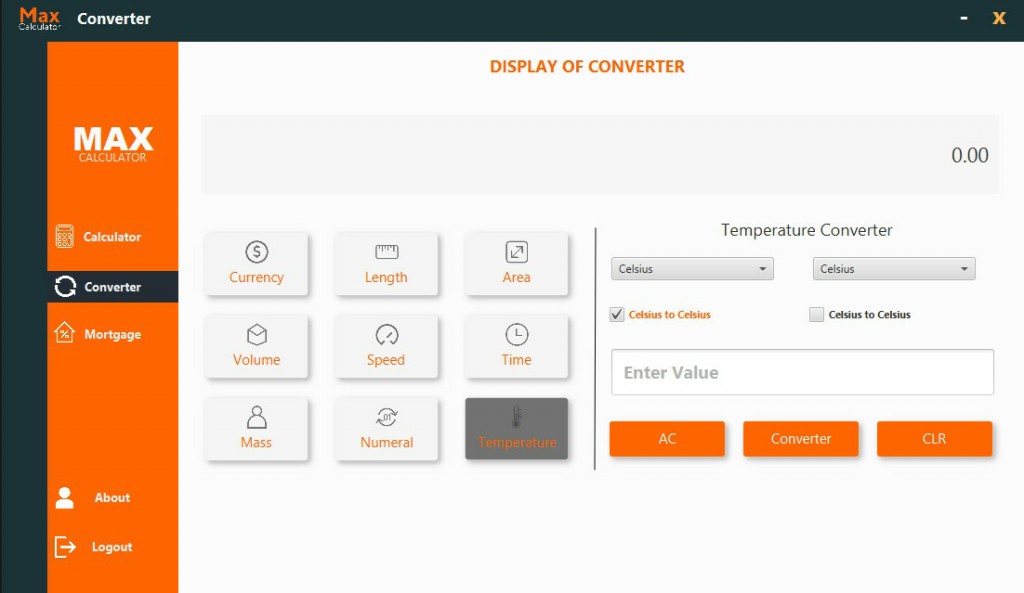 Max
Calculator
Converter
-
X
DISPLAY OF CONVERTER
MAX
CALCULATOR
0.00
Calculator
Converter
Mortgage
About
Logout
Currency
Length
Area
Volume
Speed
Time
Mass
Numeral
Temperature
Temperature Converter
Celsius
Celsius
Celsius to Celsius
Celsius to Celsius
Enter Value
AC
Converter
CLR